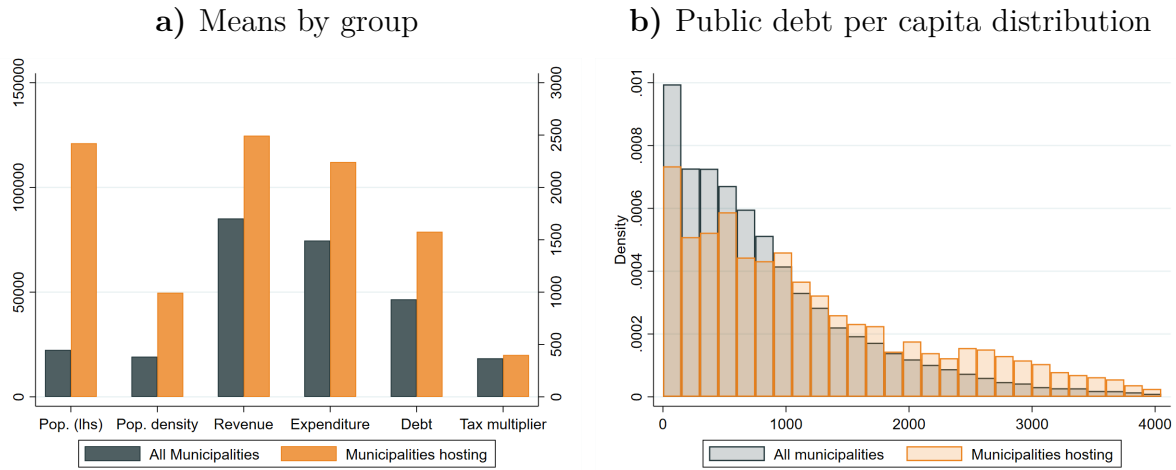 a) Means by group
150000
100000
50000
0
3000
2500
2000
1500
1000
500
0
Pop. (lhs) Pop. density Revenue Expenditure Debt Tax multiplier
All Municipalities Municipalities hosting
b) Public debt per capita distribution
Density
.001
.0008
.0006
.0004
.0002
0
0 1000 2000 3000 4000
All municipalities Municipalities hosting